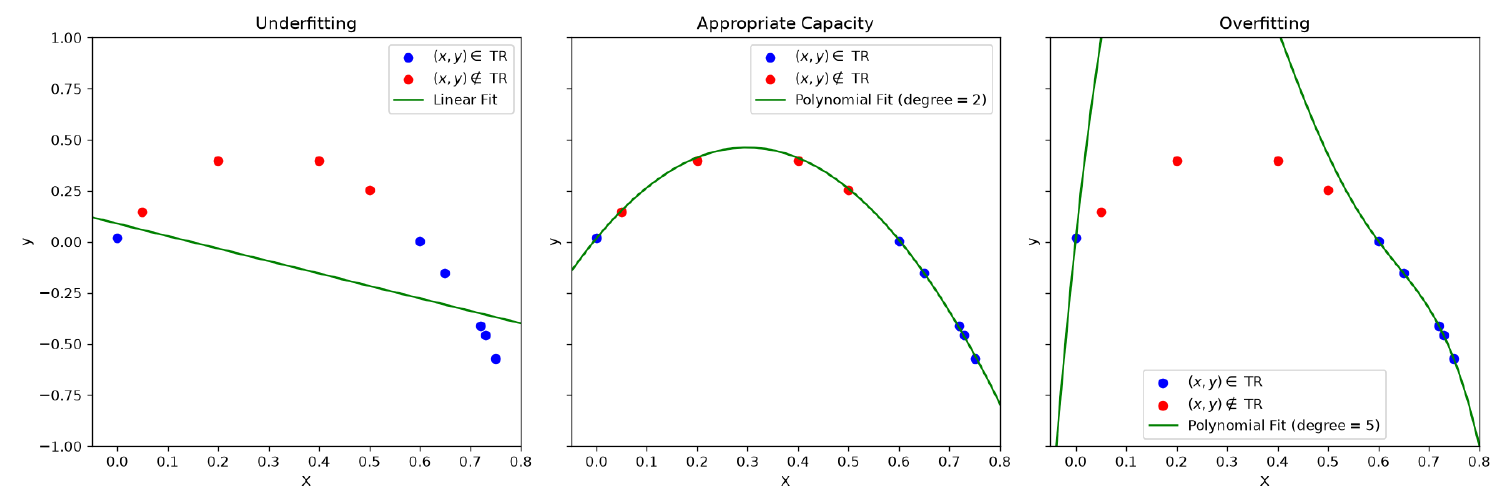 Underfitting
1.00
0.75
0.50
0.25
0.00
−0.25
−0.50
−0.75
−1.00
y
0.0 0.1 0.2 0.3 0.4 0.5 0.6 0.7 0.8
X
(x, y) ∈ TR
(x, y) ∉ TR
Linear Fit
Appropriate Capacity
y
0.0 0.1 0.2 0.3 0.4 0.5 0.6 0.7 0.8
X
(x, y) ∈ TR
(x, y) ∉ TR
Polynomial Fit (degree = 2)
Overfitting
y
0.0 0.1 0.2 0.3 0.4 0.5 0.6 0.7 0.8
X
(x, y) ∈ TR
(x, y) ∉ TR
Polynomial Fit (degree = 5)